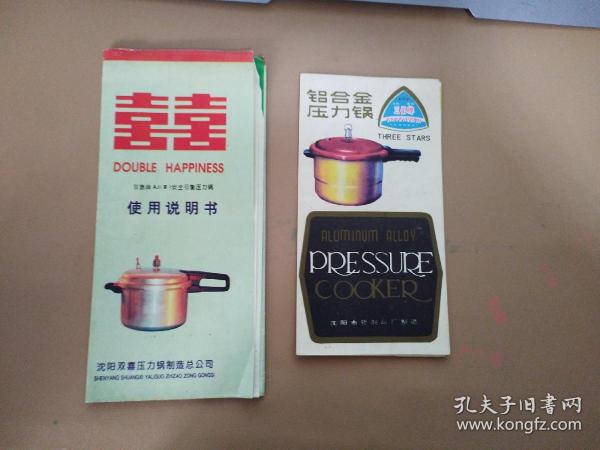 囍
DOUBLE HAPPINESS
使用说明书
沈阳双喜压力锅制造总公司
SHENYANG SHUANGXI YALIGUO ZHIZAO ZONG GONGSI
铝合金
压力锅
THREE STARS
ALUMINUM ALLOY
PRESSURE
COOKER
孔夫子旧书网
www.kongfz.com